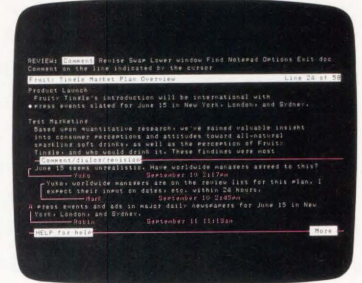 REVIEW: Comment Revise Swap Lower window Find Notepad Options Exit doc
Comment on the line indicated by the cursor
Fruit: Tingle Market Plan Overview Line 26 of 50
Product Launch
Fruit: Tingle's introduction will be international with
press events slated for June 15 in New York, London, and Sydney.
Test Marketing
Based upon quantitative research, we've gained valuable insight
into consumer perceptions and attitudes toward all-natural
sparkling soft drinks, as well as the perception of Fruit:
Tingle, and who would drink it. These findings were most
Comment/dialog/revision
June 15 seems unrealistic. Have worldwide managers agreed to this?
Yoko September 10 2:17pm
Yoko, worldwide managers are on the review list for this plan. I
expect their input on dates, etc. within 24 hours.
Mark September 10 2:45pm
A press events and ads in major daily newspapers for June 15 in New
York, London, and Sydney.
Robin September 11 11:18am
HELP for help More